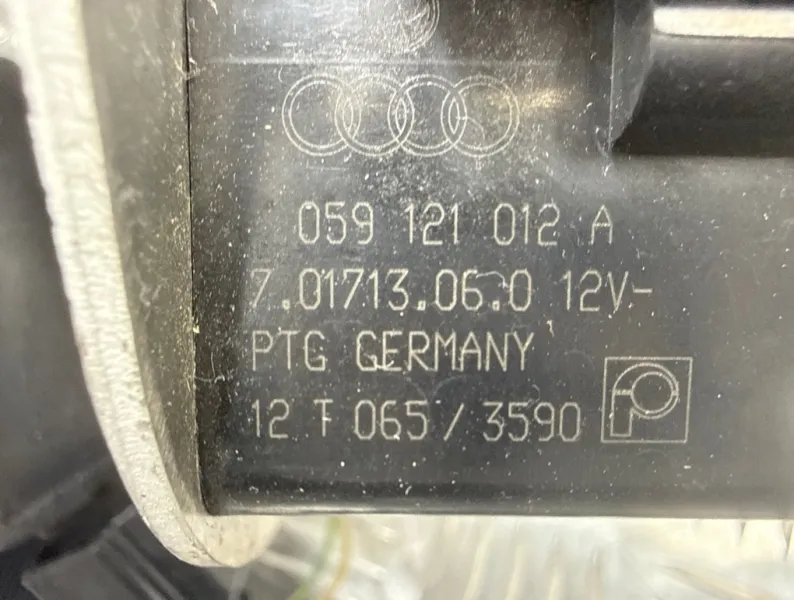 059 121 012 A
7.01713.06.0 12V-
PTG GERMANY
12 T 065 / 3590